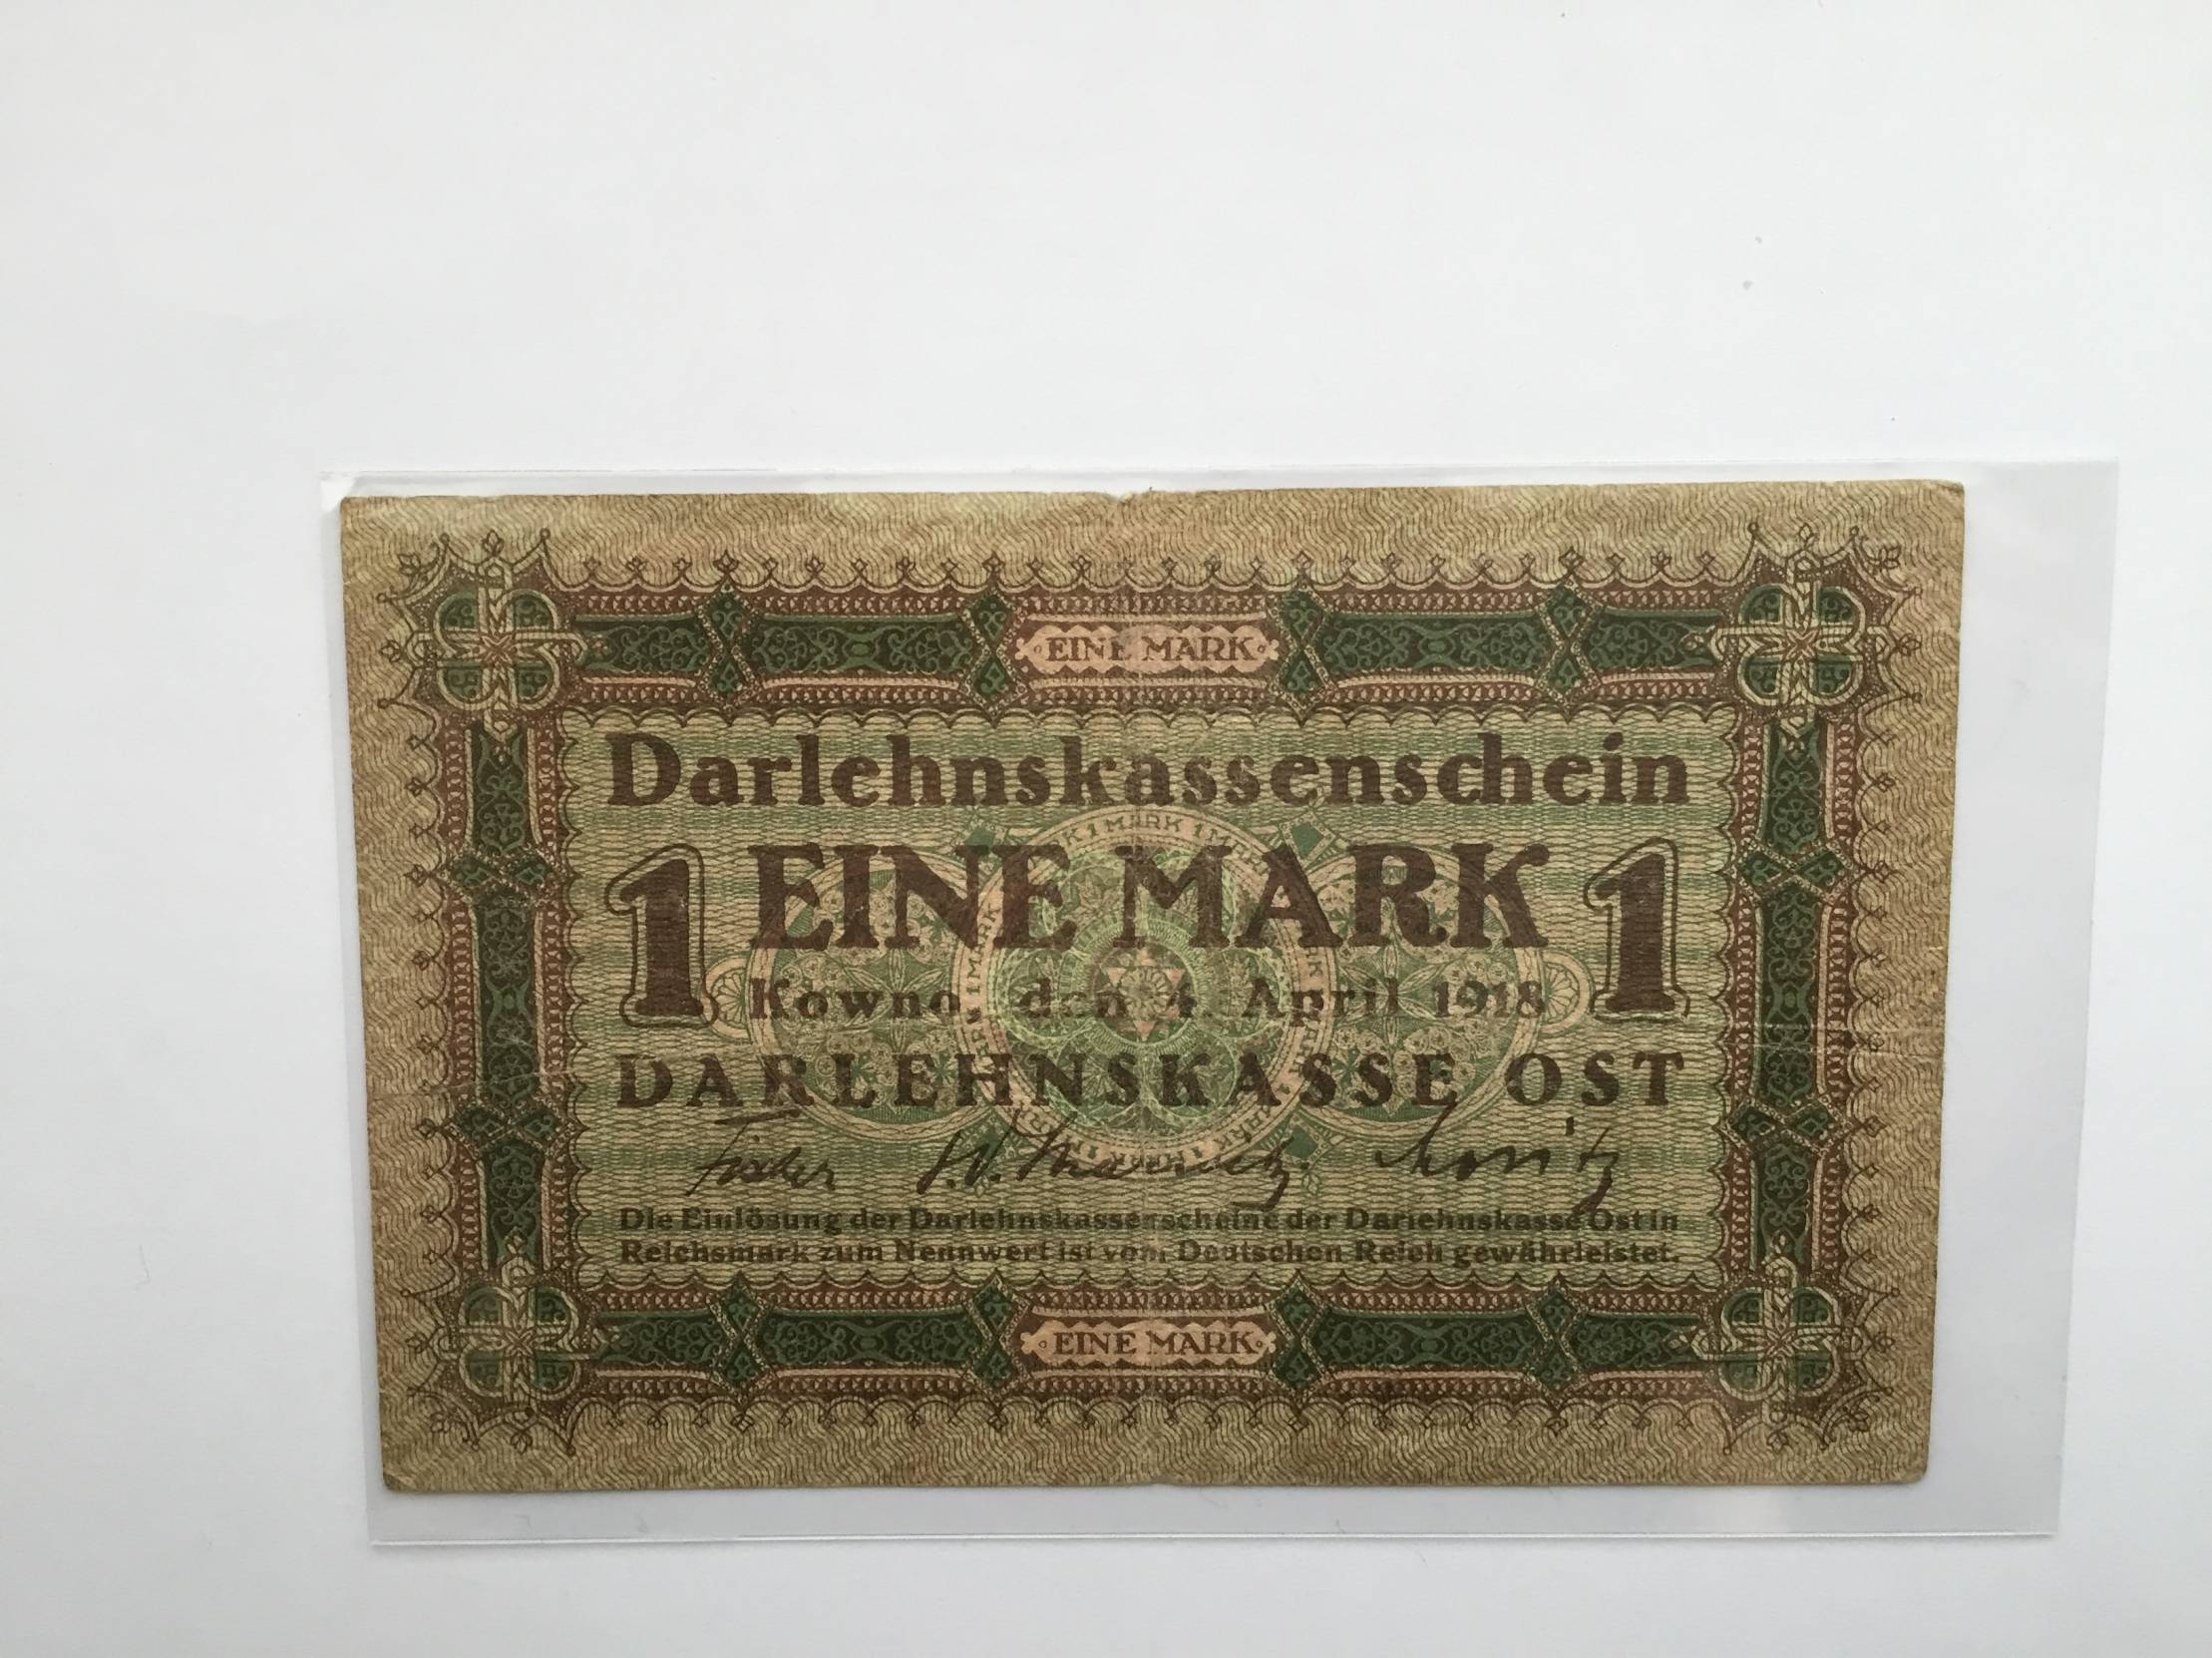 EINE MARK
Darlehnskassenschein
1 EINE MARK 1
Kowno, den 4. April 1918
DARLEHNSKASSE OST
Fischer
Die Einlösung der Darlehnskassenscheine der Darlehnskasse Ost in
Reichsmark zum Nennwert ist vom Deutschen Reich gewährleistet.
EINE MARK